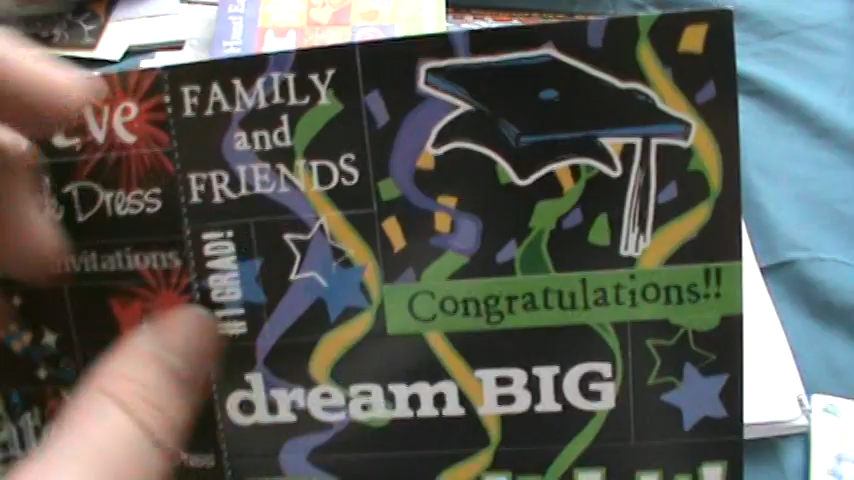 Eve
Dress
Invitations
FAMILY
and
FRIENDS
#1 GRAD!
Congratulations!!
dream BIG